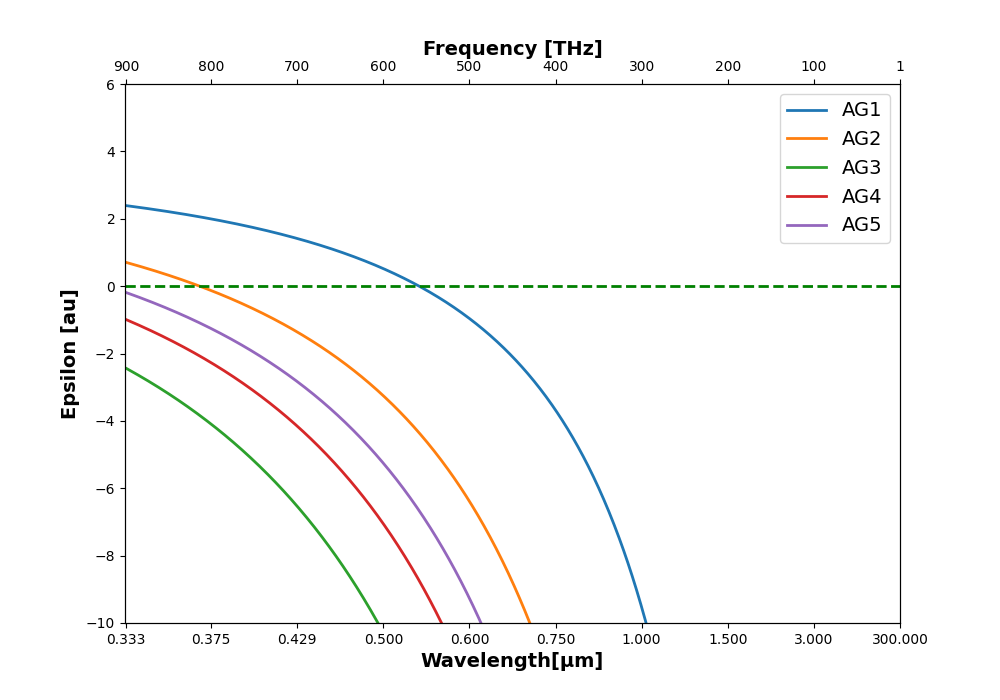 Frequency [THz]
900 800 700 600 500 400 300 200 100 1
6
4
2
0
−2
−4
−6
−8
−10
Epsilon [au]
AG1
AG2
AG3
AG4
AG5
0.333 0.375 0.429 0.500 0.600 0.750 1.000 1.500 3.000 300.000
Wavelength[μm]